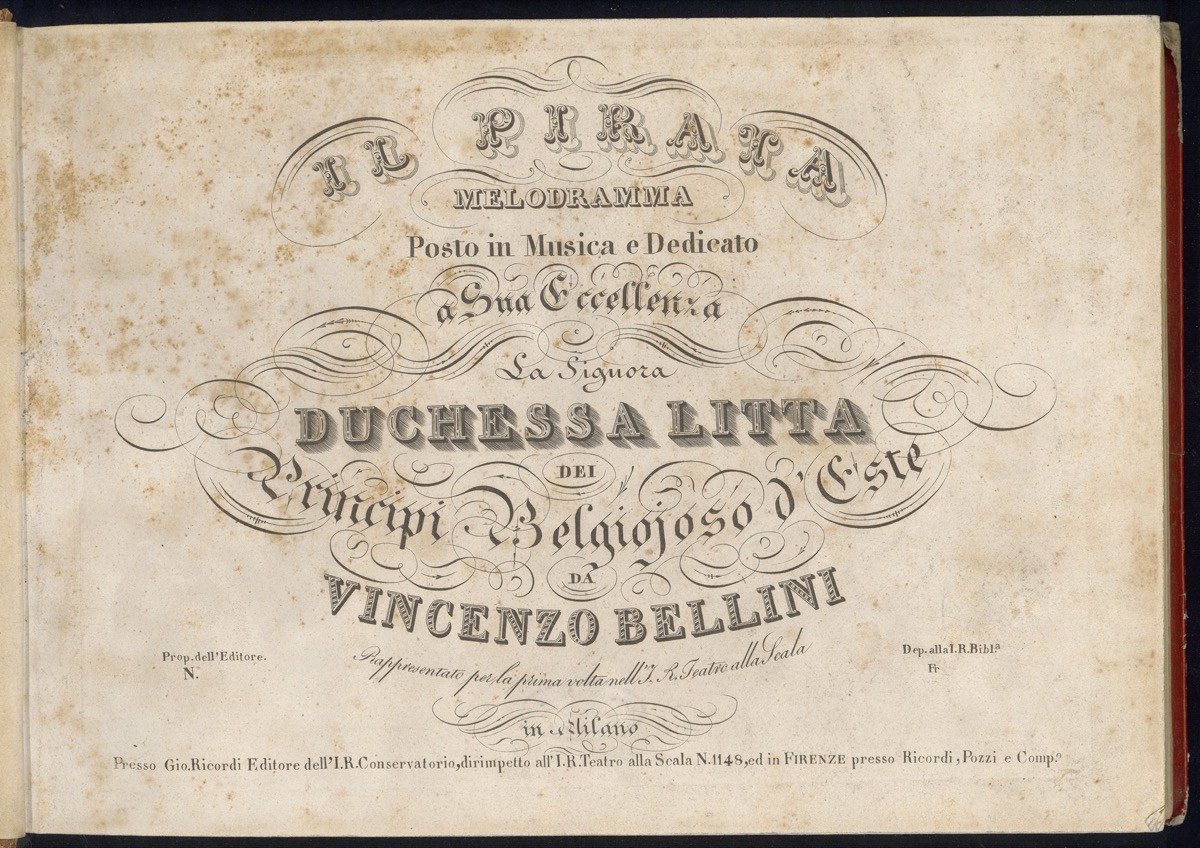 IL PIRATA
MELODRAMMA
Posto in Musica e Dedicato
a Sua Eccellenza
La Signora
DUCHESSA LITTA
DEI
Principi Belgiojoso d'Este
DA
VINCENZO BELLINI
Rappresentato per la prima volta nell'I. R. Teatro alla Scala
in Milano
Prop. dell'Editore.
N.
Dep. alla I. R. Bibl.ª
Fr
Presso Gio. Ricordi Editore dell'I. R. Conservatorio, dirimpetto all'I. R. Teatro alla Scala N. 1148, ed in FIRENZE presso Ricordi, Pozzi e Comp.º